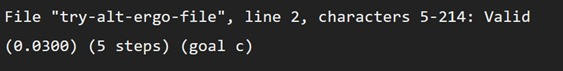 File "try-alt-ergo-file", line 2, characters 5-214: Valid
(0.0300) (5 steps) (goal c)